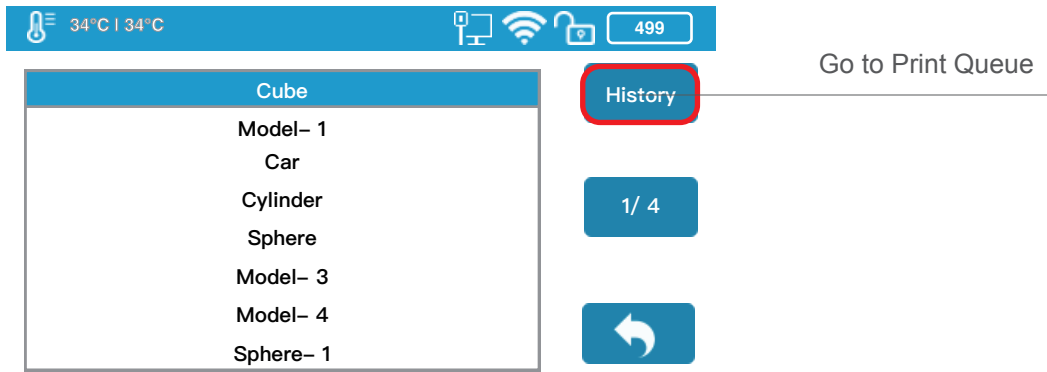 34°C | 34°C
499
Go to Print Queue
History
Cube
Model– 1
Car
Cylinder
1/ 4
Sphere
Model– 3
Model– 4
Sphere– 1